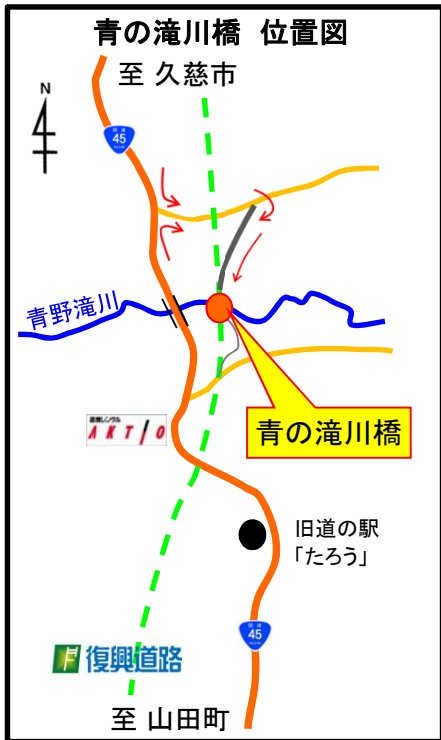 青の滝川橋 位置図
至 久慈市
N
45
青野滝川
青の滝川橋
AKTIO
旧道の駅
「たろう」
45
復興道路
至 山田町